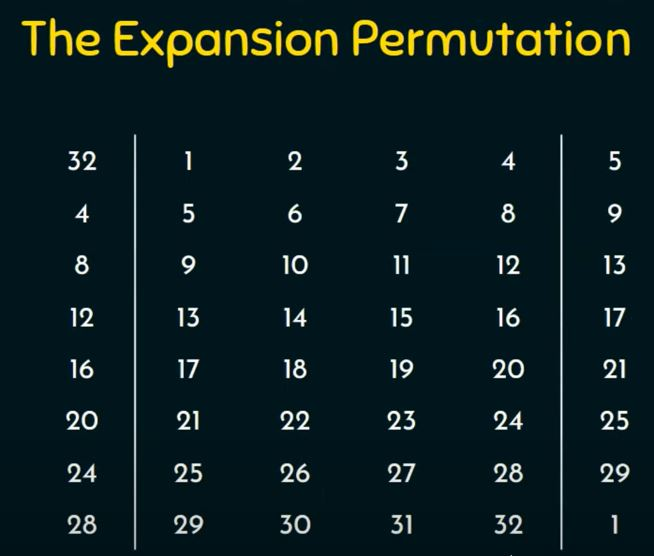 The Expansion Permutation
32 1 2 3 4 5
4 5 6 7 8 9
8 9 10 11 12 13
12 13 14 15 16 17
16 17 18 19 20 21
20 21 22 23 24 25
24 25 26 27 28 29
28 29 30 31 32 1